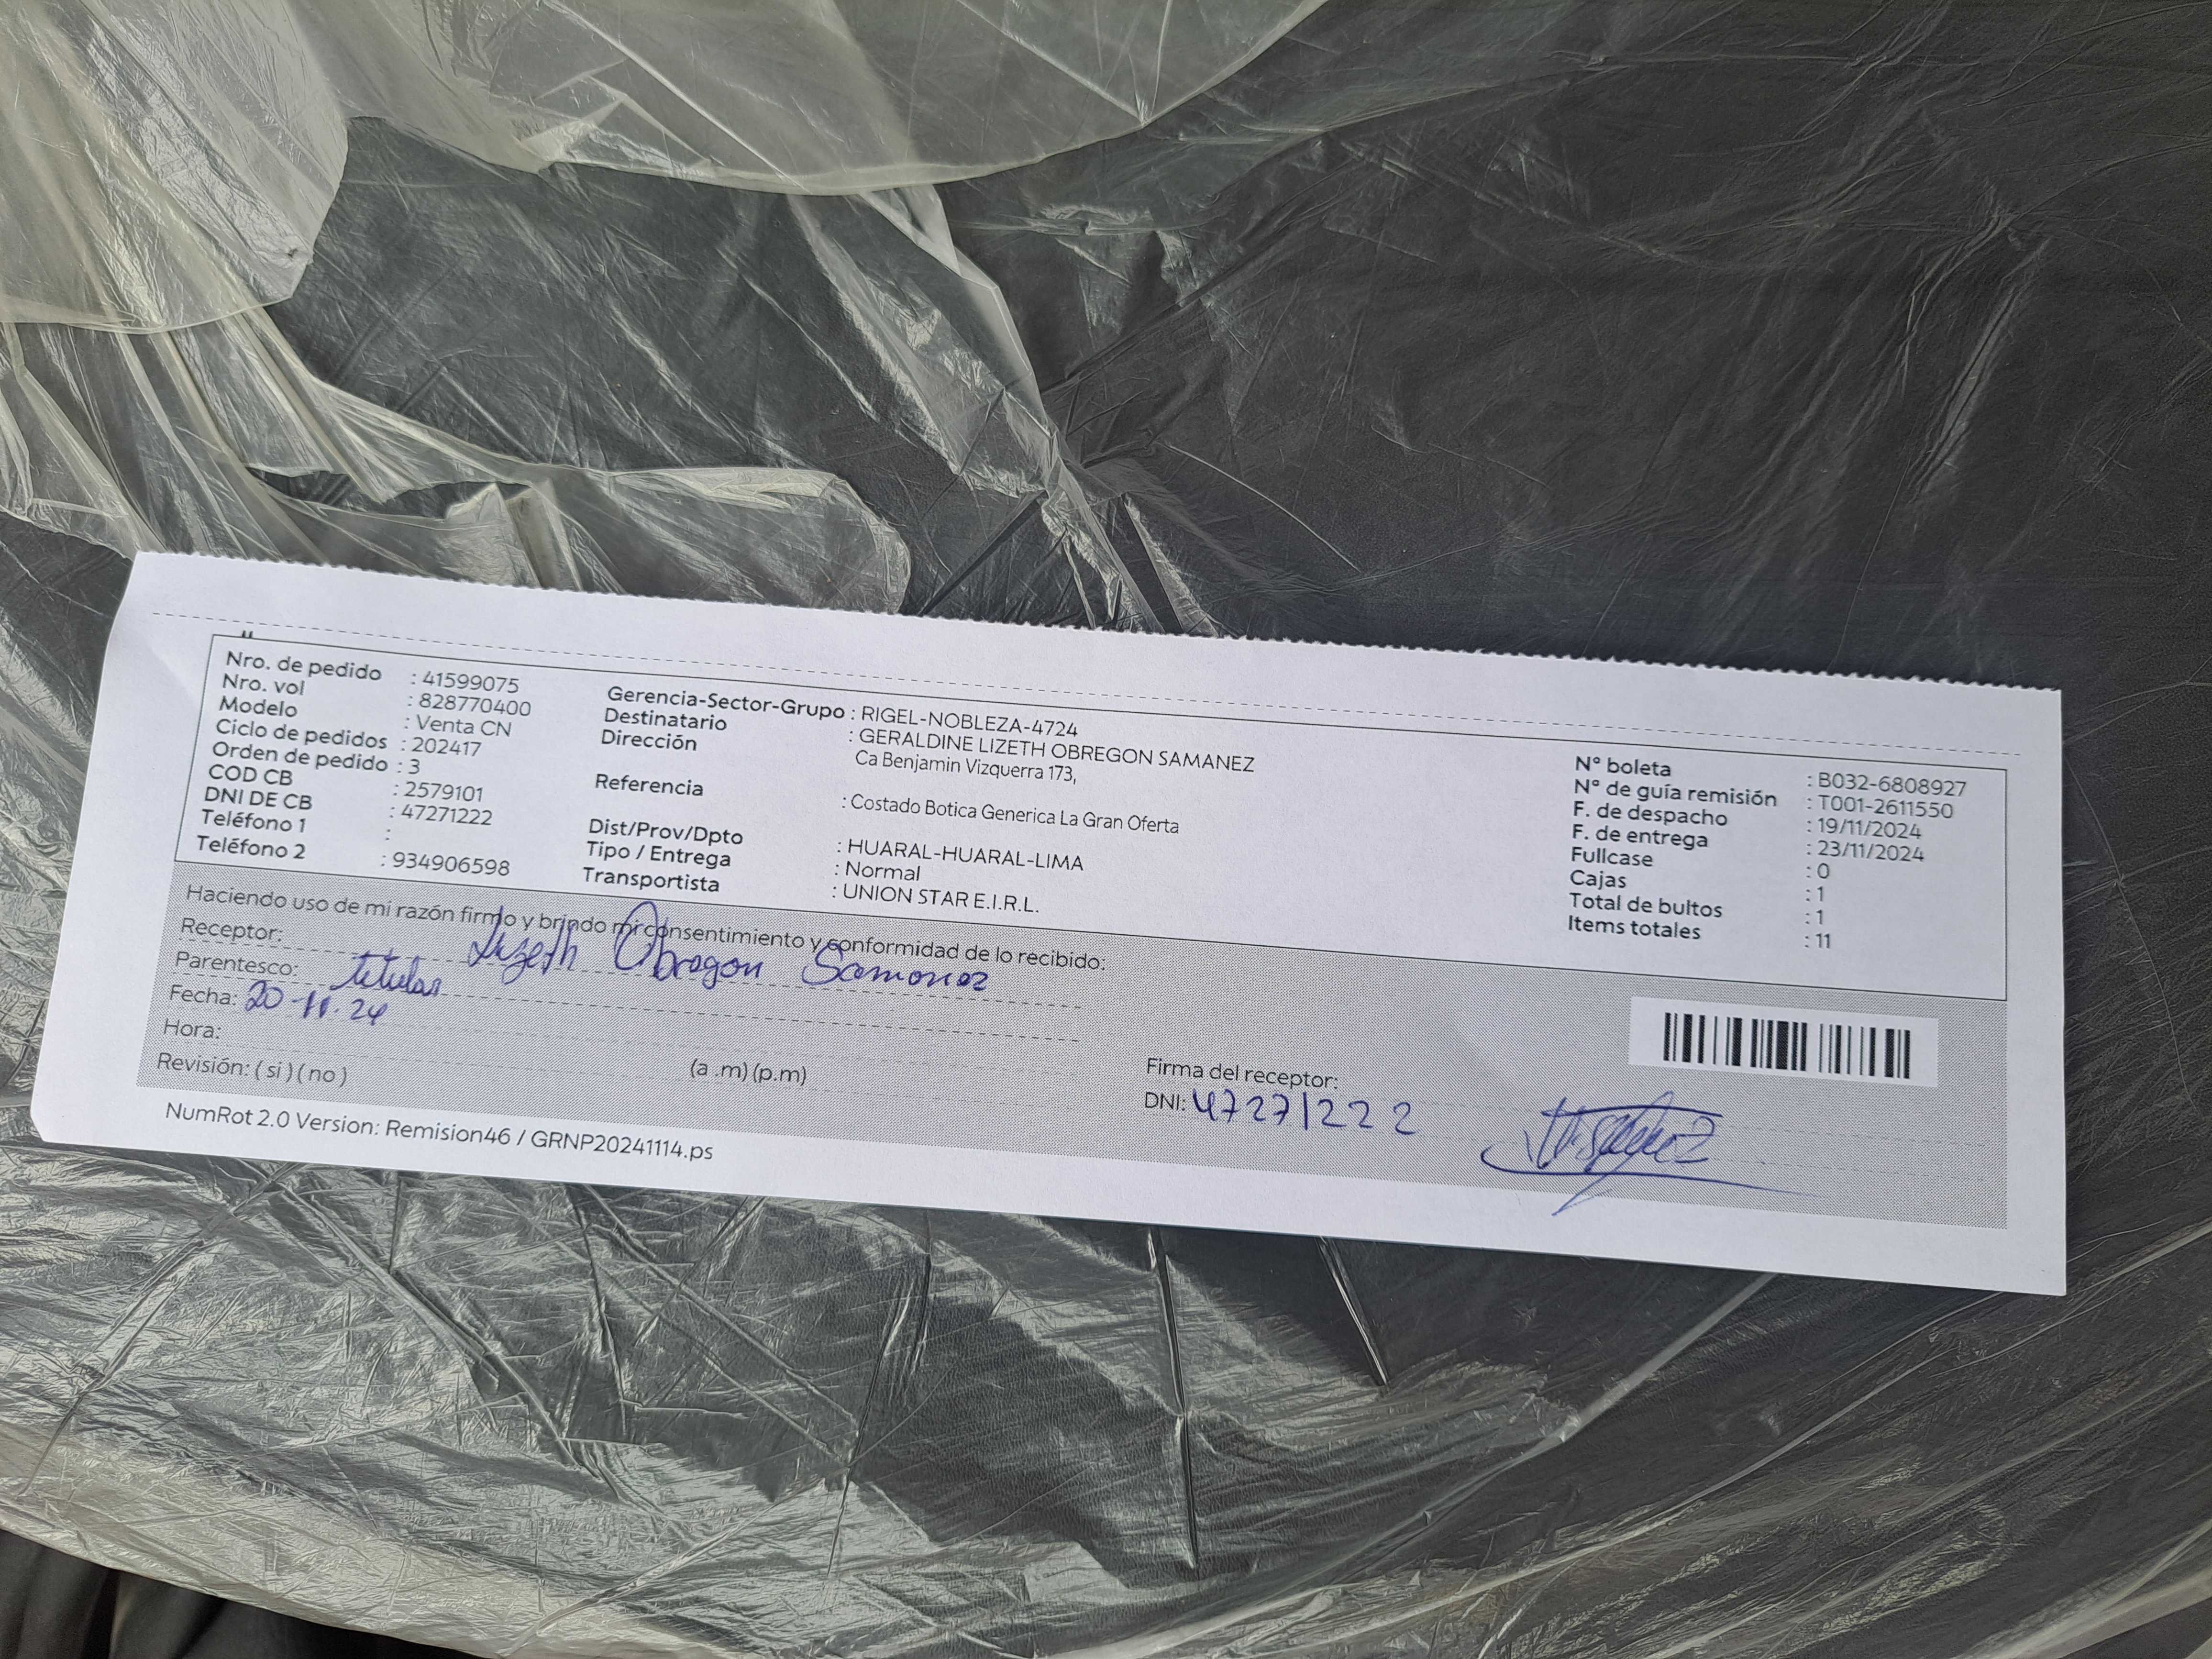 Nro. de pedido : 41599075
Nro. vol : 828770400
Modelo : Venta CN
Ciclo de pedidos : 202417
Orden de pedido : 3
COD CB : 2579101
DNI DE CB : 47271222
Teléfono 1 :
Teléfono 2 : 934906598
Gerencia-Sector-Grupo : RIGEL-NOBLEZA-4724
Destinatario : GERALDINE LIZETH OBREGON SAMANEZ
Dirección Ca Benjamin Vizquerra 173,
Referencia : Costado Botica Generica La Gran Oferta
Dist/Prov/Dpto : HUARAL-HUARAL-LIMA
Tipo / Entrega : Normal
Transportista : UNION STAR E.I.R.L.
N° boleta : B032-6808927
N° de guía remisión : T001-2611550
F. de despacho : 19/11/2024
F. de entrega : 23/11/2024
Fullcase : 0
Cajas : 1
Total de bultos : 1
Items totales : 11
Haciendo uso de mi razón firmo y brindo mi consentimiento y conformidad de lo recibido:
Receptor: Lizeth Obregon Samanez
Parentesco: titular
Fecha: 20-11-24
Hora: (a .m) (p.m)
Revisión: ( si ) ( no )
Firma del receptor:
DNI: 47271222
NumRot 2.0 Version: Remision46 / GRNP20241114.ps